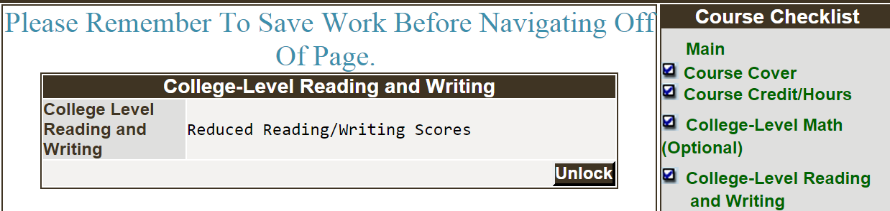 Please Remember To Save Work Before Navigating Off
Of Page.
College-Level Reading and Writing
College Level
Reading and
Writing
Reduced Reading/Writing Scores
Unlock
Course Checklist
Main
Course Cover
Course Credit/Hours
College-Level Math
(Optional)
College-Level Reading
and Writing